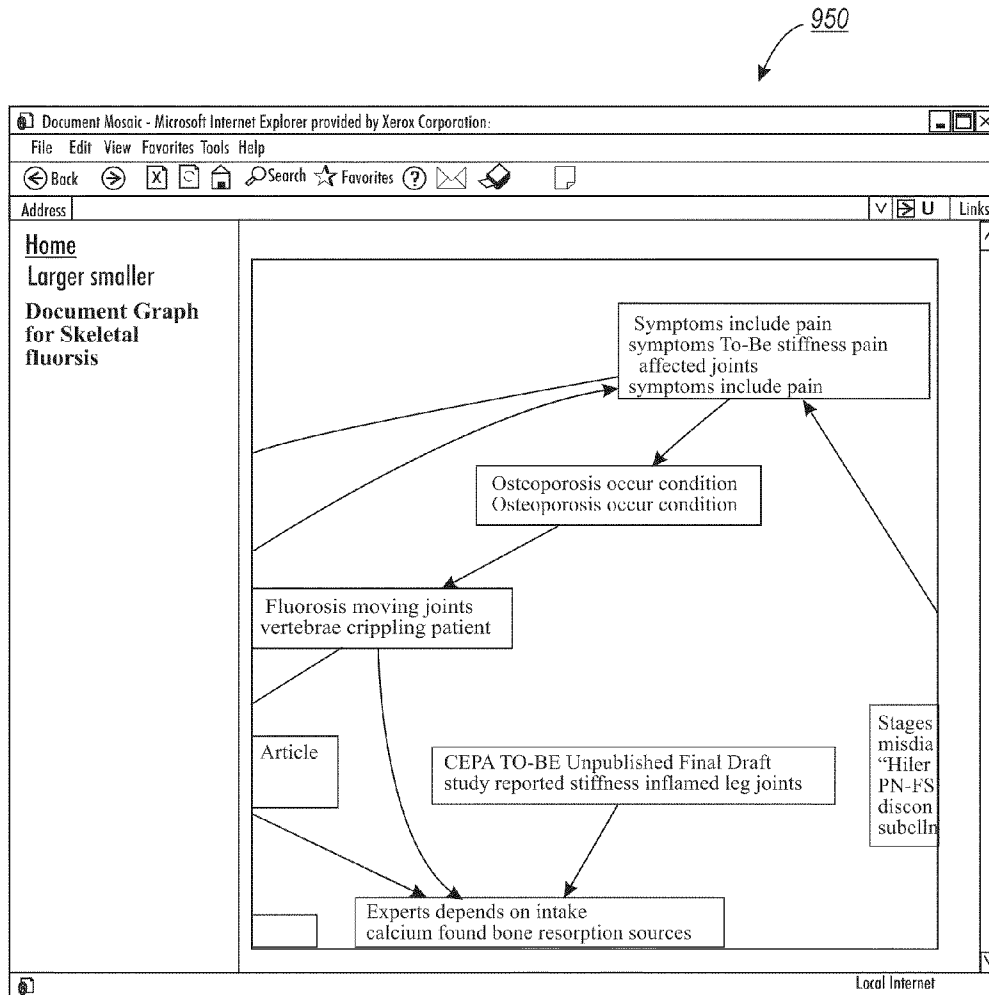 950
Document Mosaic - Microsoft Internet Explorer provided by Xerox Corporation:
File Edit View Favorites Tools Help
Back Search Favorites
Address U Links
Home
Larger smaller
Document Graph
for Skeletal
fluorsis
Symptoms include pain
symptoms To-Be stiffness pain
affected joints
symptoms include pain
Osteoporosis occur condition
Osteoporosis occur condition
Fluorosis moving joints
vertebrae crippling patient
Article
CEPA TO-BE Unpublished Final Draft
study reported stiffness inflamed leg joints
Stages
misdia
“Hiler
PN-FS
discon
subclln
Experts depends on intake
calcium found bone resorption sources
Local Internet